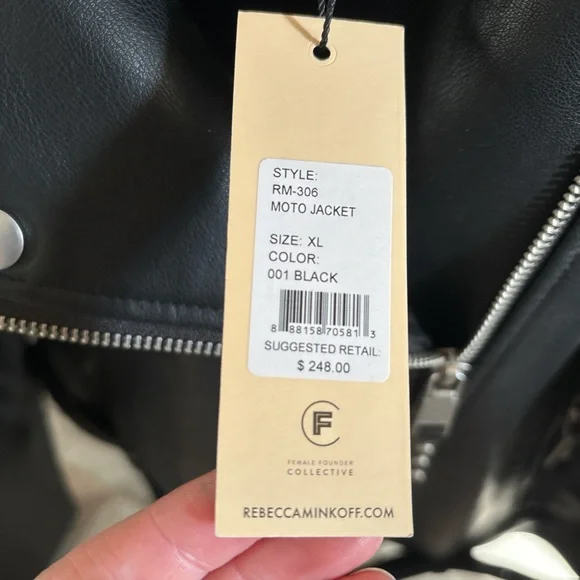 STYLE:
RM-306
MOTO JACKET
SIZE: XL
COLOR:
001 BLACK
8 88158 70581 3
SUGGESTED RETAIL:
$ 248.00
F
FEMALE FOUNDER
COLLECTIVE
REBECCAMINKOFF.COM